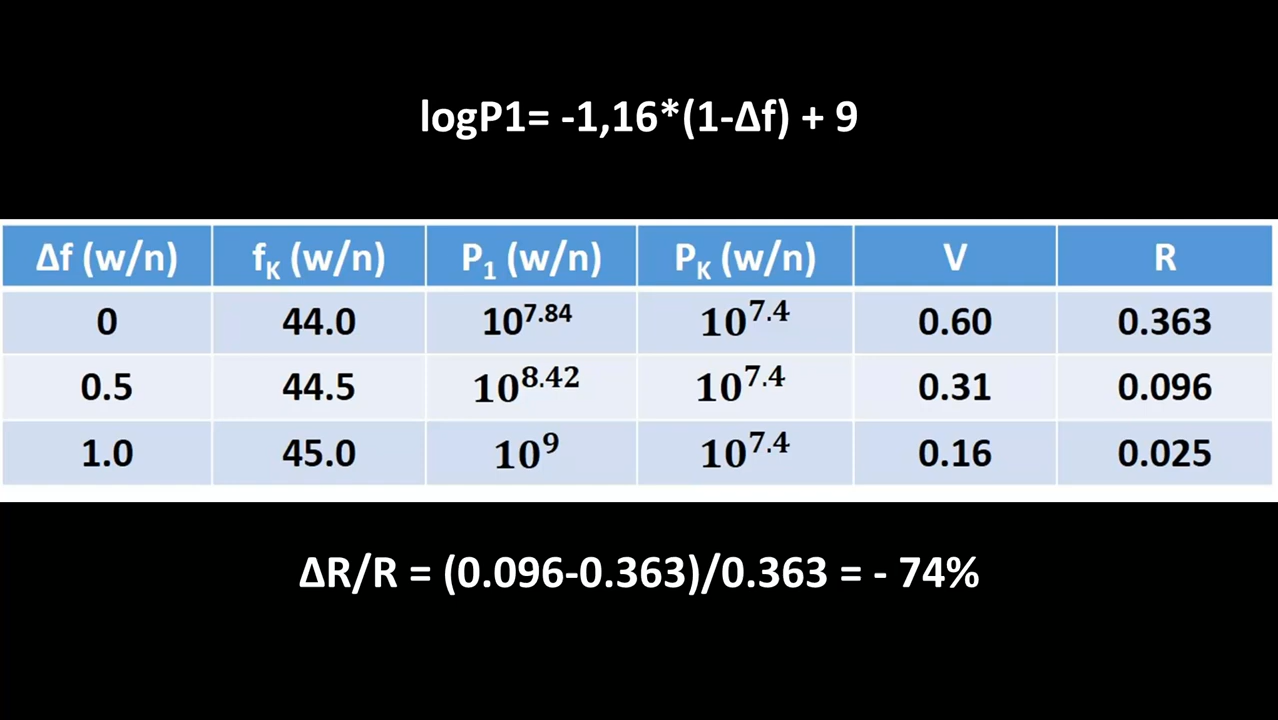 logP1= -1,16*(1-Δf) + 9
Δf (w/n) f_K (w/n) P₁ (w/n) P_K (w/n) V R
0 44.0 10^7.84 10^7.4 0.60 0.363
0.5 44.5 10^8.42 10^7.4 0.31 0.096
1.0 45.0 10^9 10^7.4 0.16 0.025
ΔR/R = (0.096-0.363)/0.363 = - 74%